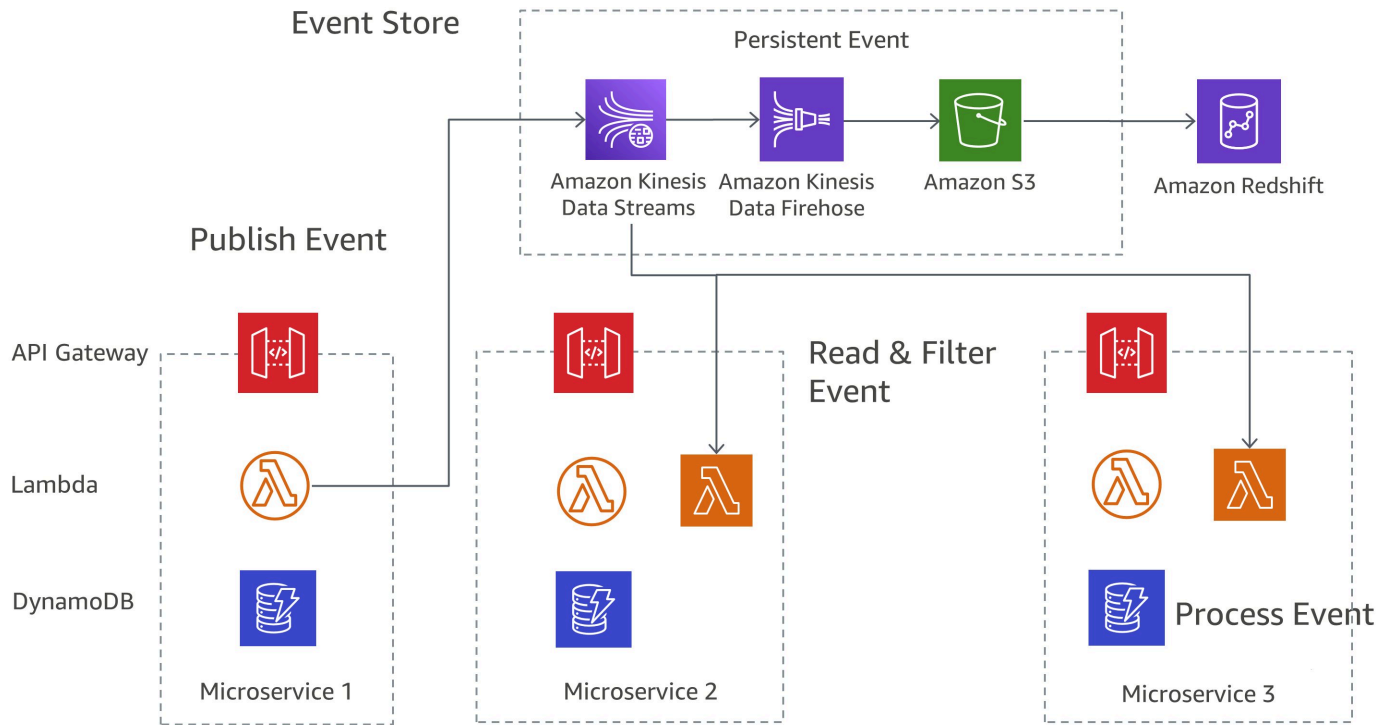 Event Store
Persistent Event
Amazon Kinesis
Data Streams
Amazon Kinesis
Data Firehose
Amazon S3
Amazon Redshift
Publish Event
API Gateway
Read & Filter
Event
Lambda
DynamoDB
Process Event
Microservice 1
Microservice 2
Microservice 3